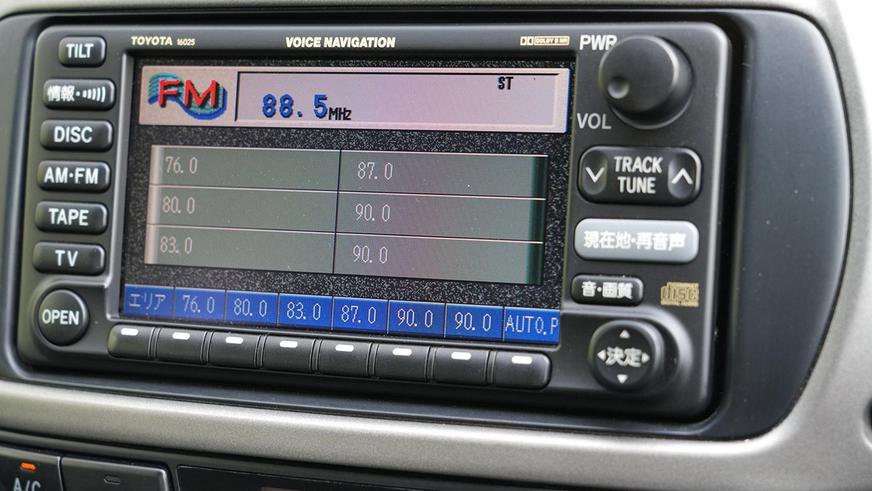 TOYOTA 16025
VOICE NAVIGATION
DOLBY B NR
PWR
TILT
情報・
DISC
AM・FM
TAPE
TV
OPEN
FM
88.5MHz
ST
76.0 87.0
80.0 90.0
83.0 90.0
エリア 76.0 80.0 83.0 87.0 90.0 90.0 AUTO.P
VOL
TRACK
TUNE
現在地・再音声
音・画質
DISC
決定
A/C